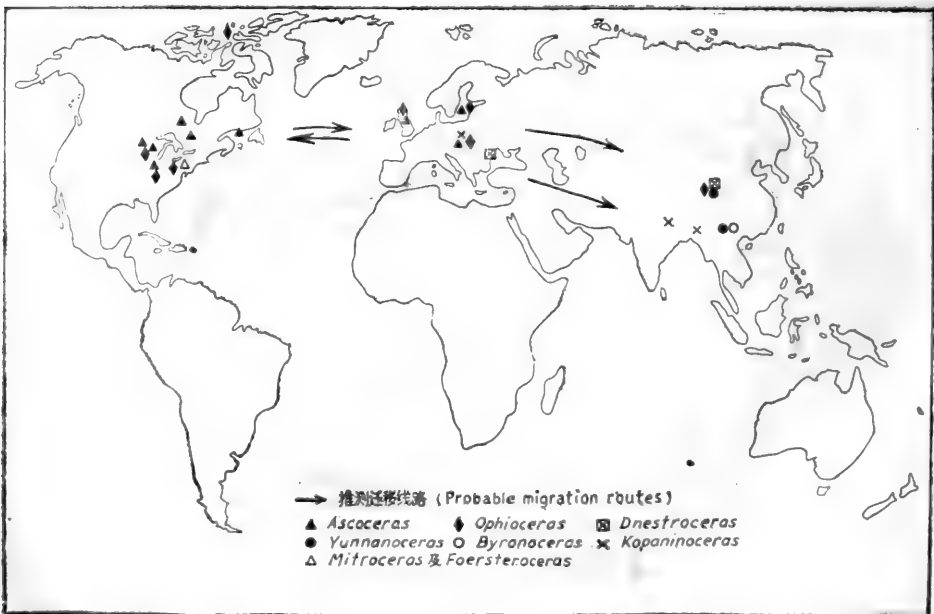 推测迁移线路 (Probable migration routes)
Ascoceras Ophioceras Dnestroceras
Yunnanoceras Byronoceras Kopaninoceras
Mitroceras 及 Foersteroceras